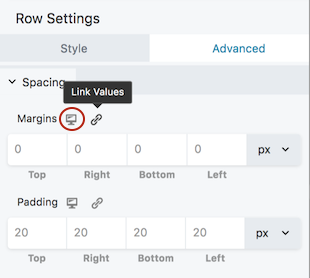 Row Settings
Style Advanced
Spacing
Link Values
Margins
0 0 0 0 px
Top Right Bottom Left
Padding
20 20 20 20 px
Top Right Bottom Left